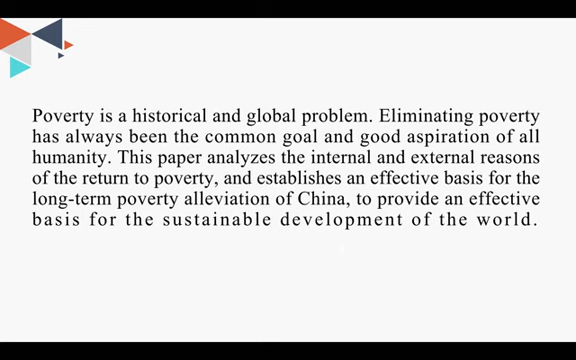 Poverty is a historical and global problem. Eliminating poverty
has always been the common goal and good aspiration of all
humanity. This paper analyzes the internal and external reasons
of the return to poverty, and establishes an effective basis for the
long-term poverty alleviation of China, to provide an effective
basis for the sustainable development of the world.